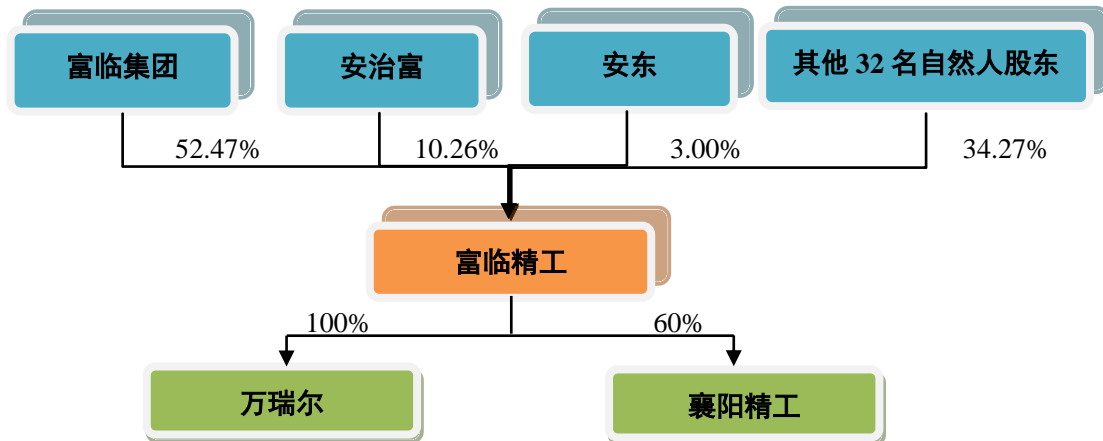 富临集团
安治富
安东
其他 32 名自然人股东
52.47%
10.26%
3.00%
34.27%
富临精工
100%
60%
万瑞尔
襄阳精工